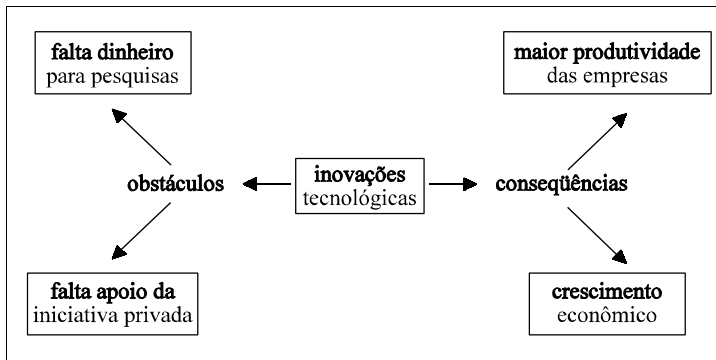 falta dinheiro
para pesquisas
maior produtividade
das empresas
obstáculos
inovações
tecnológicas
conseqüências
falta apoio da
iniciativa privada
crescimento
econômico